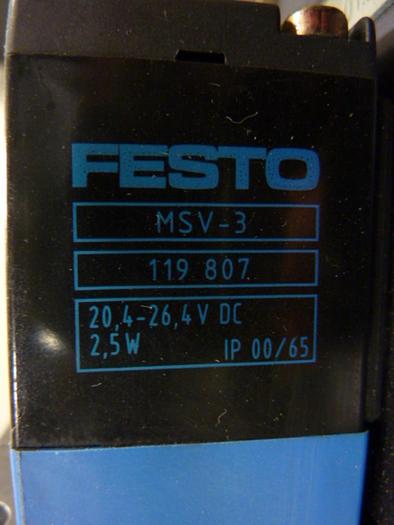 FESTO
MSV-3
119 807
20,4-26,4 V DC
2,5 W IP 00/65